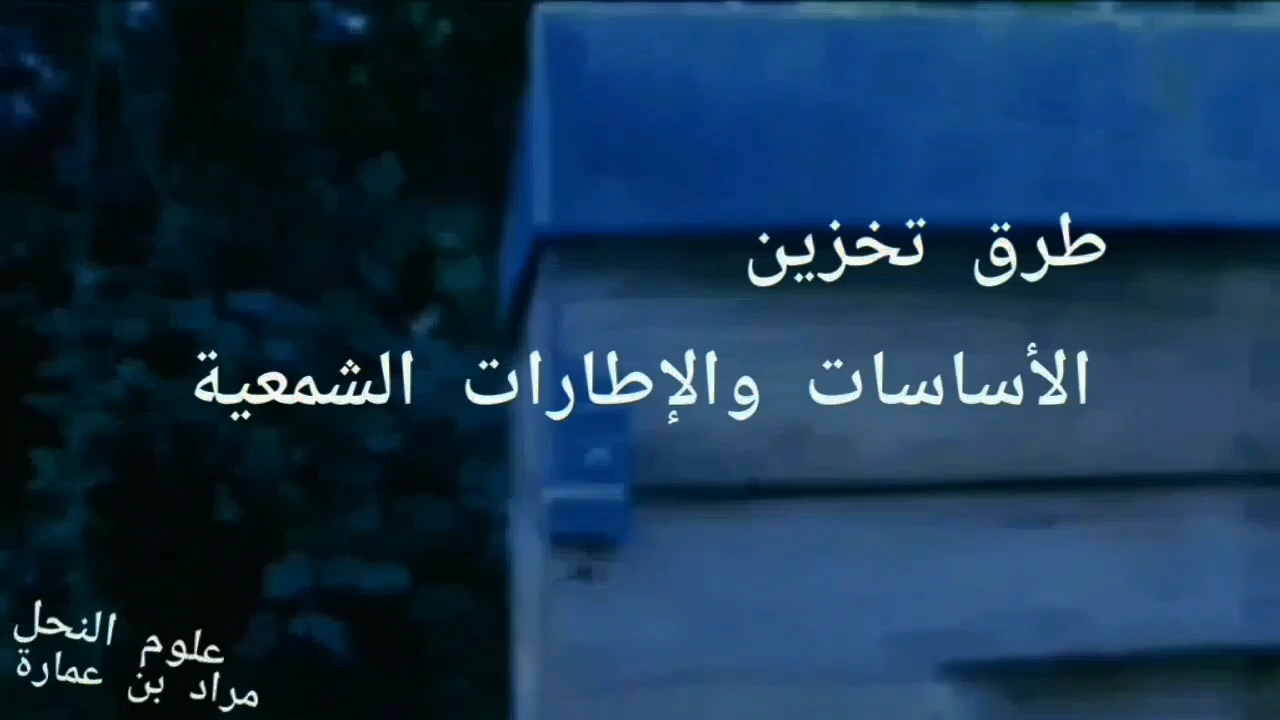 طرق تخزين
الأساسات والإطارات الشمعية
علوم النحل
مراد بن عمارة